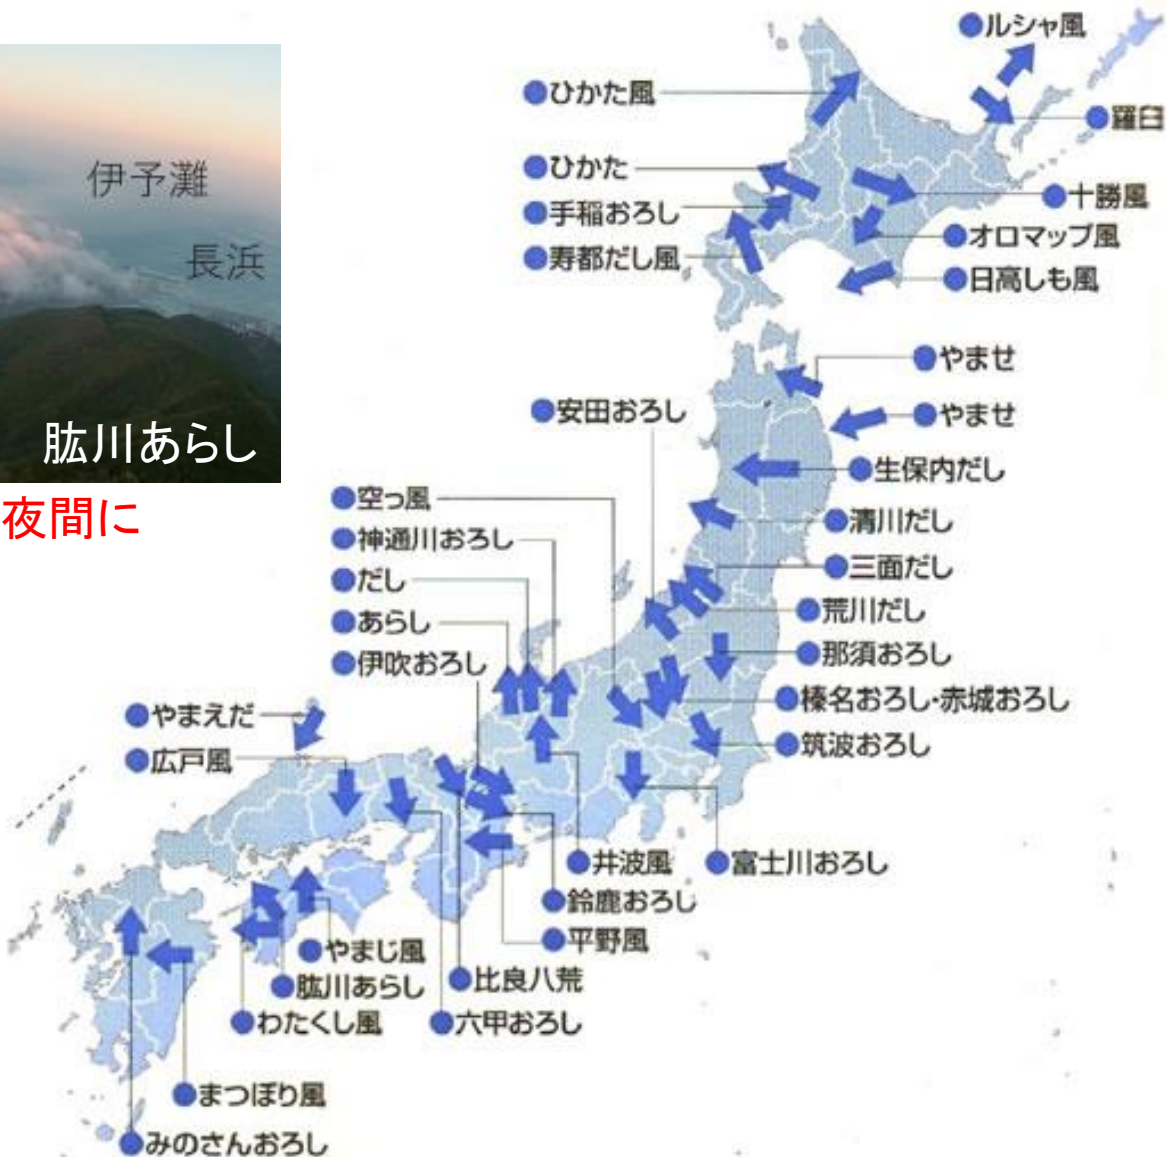 伊予灘
長浜
肱川あらし
夜間に
●ルシャ風
●ひかた風
●羅臼
●ひかた
●手稲おろし
●寿都だし風
●十勝風
●オロマップ風
●日高しも風
●やませ
●やませ
●安田おろし
●生保内だし
●空っ風
●神通川おろし
●だし
●あらし
●伊吹おろし
●清川だし
●三面だし
●荒川だし
●那須おろし
●榛名おろし・赤城おろし
●筑波おろし
●やまえだ
●広戸風
●井波風
●富士川おろし
●鈴鹿おろし
●平野風
●やまじ風
●肱川あらし
●比良八荒
●わたくし風
●六甲おろし
●まつぼり風
●みのさんおろし